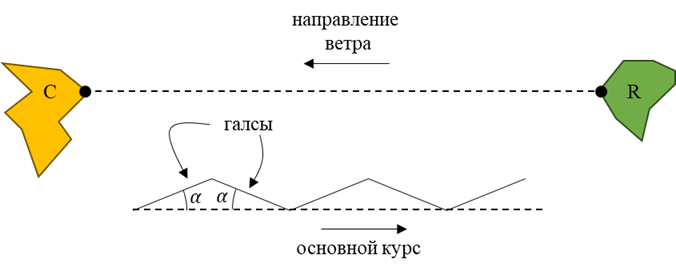 направление
ветра
C
R
галсы
α
α
основной курс